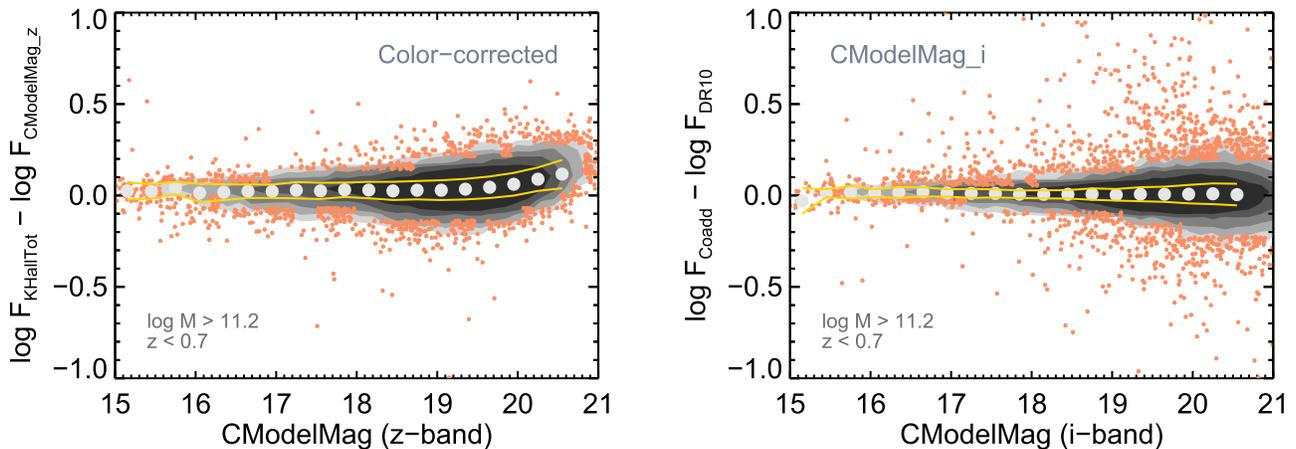 Color−corrected
log F_KHallTot − log F_CModelMag_z
1.0
0.5
0.0
−0.5
−1.0
log M > 11.2
z < 0.7
15 16 17 18 19 20 21
CModelMag (z−band)
CModelMag_i
log F_Coadd − log F_DR10
1.0
0.5
0.0
−0.5
−1.0
log M > 11.2
z < 0.7
15 16 17 18 19 20 21
CModelMag (i−band)